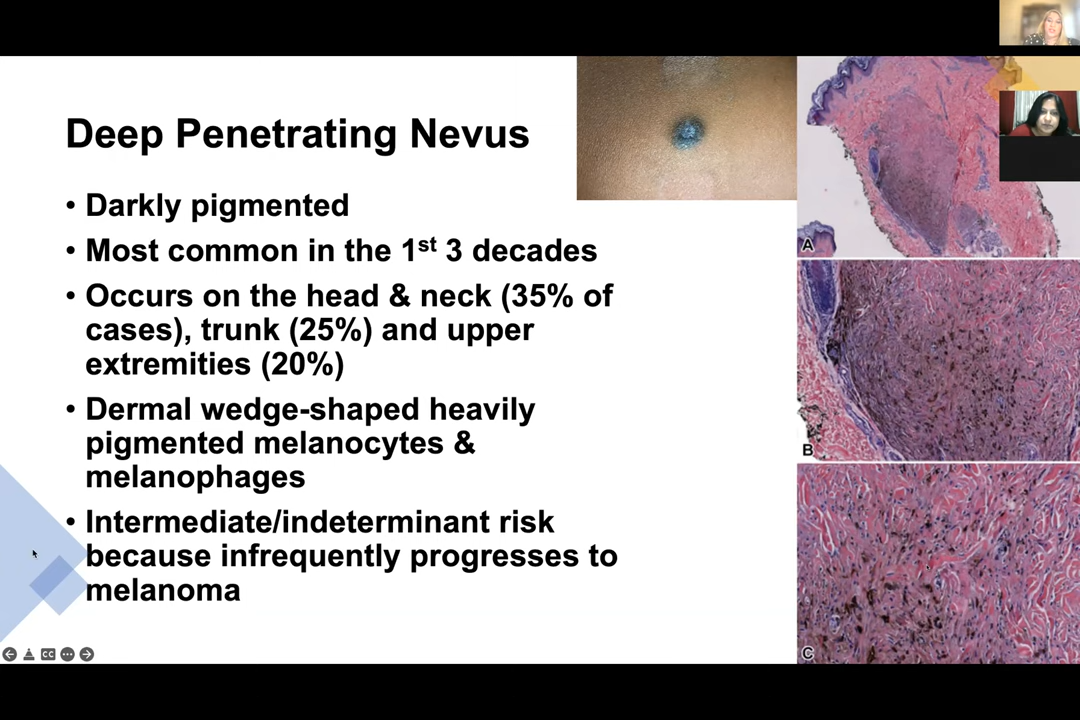 Deep Penetrating Nevus
• Darkly pigmented
• Most common in the 1st 3 decades
• Occurs on the head & neck (35% of
cases), trunk (25%) and upper
extremities (20%)
• Dermal wedge-shaped heavily
pigmented melanocytes &
melanophages
• Intermediate/indeterminant risk
because infrequently progresses to
melanoma
A
B
C
CC